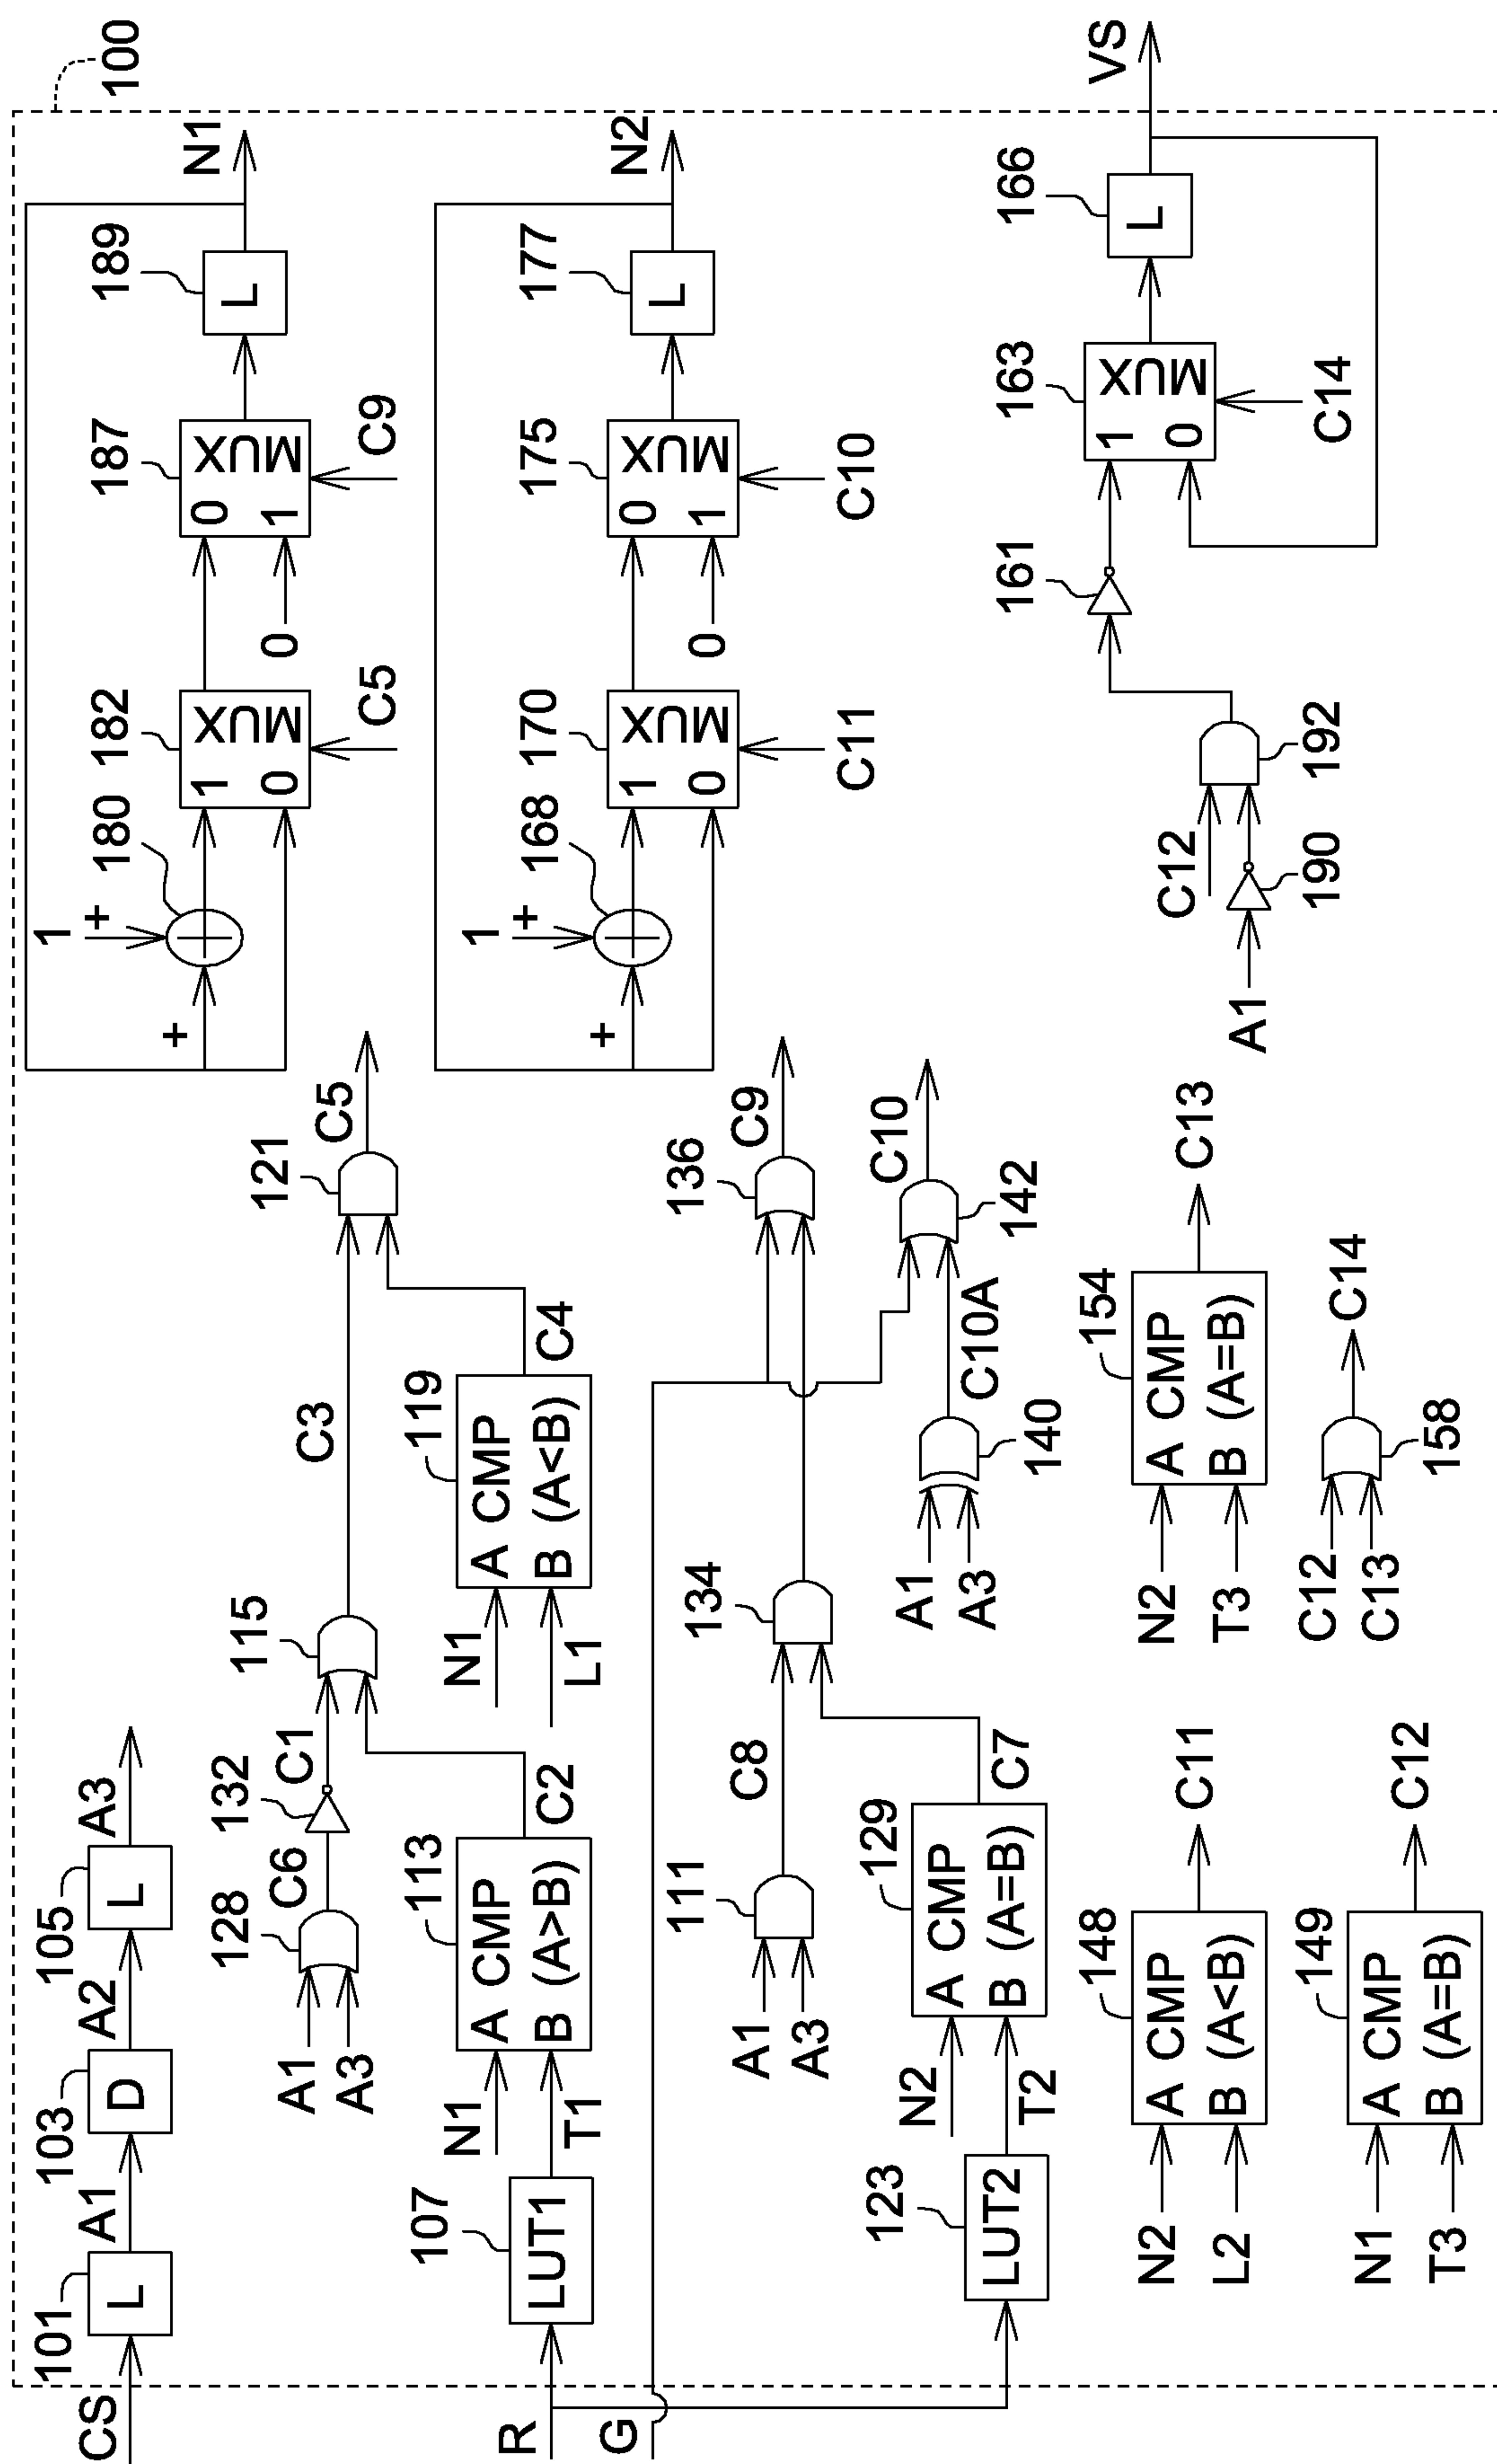 100
CS
101
L
A1
103
D
A2
105
L
A3
A1
A3
128
C6
132
C1
115
C3
121
C5
R
107
LUT1
T1
N1
113
A CMP
B (A>B)
C2
N1
L1
119
A CMP
B (A<B)
C4
G
A1
A3
111
C8
134
136
C9
123
LUT2
T2
N2
129
A CMP
B (A=B)
C7
A1
A3
140
C10A
142
C10
N2
L2
148
A CMP
B (A<B)
C11
N1
T3
149
A CMP
B (A=B)
C12
N2
T3
154
A CMP
B (A=B)
C13
C12
C13
158
C14
1
+
+
180
182
1
0
MUX
C5
0
187
0
1
MUX
C9
189
L
N1
1
+
+
168
170
1
0
MUX
C11
0
175
0
1
MUX
C10
177
L
N2
A1
190
C12
192
161
163
1
0
MUX
C14
166
L
VS